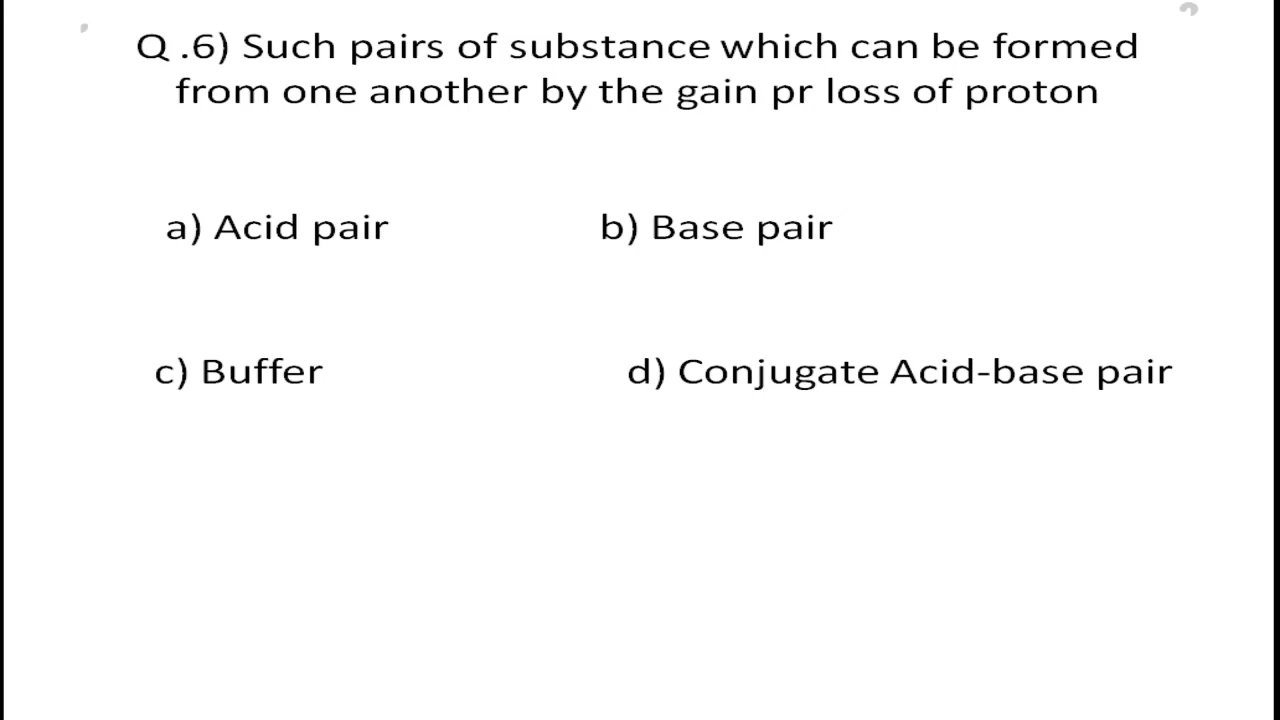 Q .6) Such pairs of substance which can be formed
from one another by the gain pr loss of proton
a) Acid pair b) Base pair
c) Buffer d) Conjugate Acid-base pair